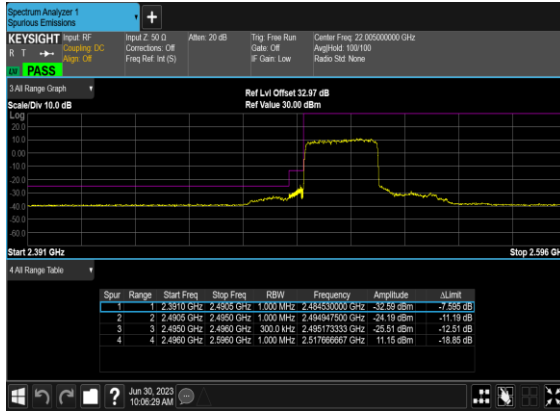 Spectrum Analyzer 1
Spurious Emissions
KEYSIGHT
R T
LU PASS
Input: RF
Coupling: DC
Align: Off
Input Z: 50 Ω
Corrections: Off
Freq Ref: Int (S)
Atten: 20 dB
Trig: Free Run
Gate: Off
IF Gain: Low
Center Freq: 22.005000000 GHz
Avg|Hold: 100/100
Radio Std: None
3 All Range Graph
Scale/Div 10.0 dB
Ref Lvl Offset 32.97 dB
Ref Value 30.00 dBm
Log
20.0
10.0
0.00
-10.0
-20.0
-30.0
-40.0
-50.0
-60.0
Start 2.391 GHz
Stop 2.596 GH
4 All Range Table
Spur Range Start Freq Stop Freq RBW Frequency Amplitude ΔLimit
1 1 2.3910 GHz 2.4905 GHz 1.000 MHz 2.484530000 GHz -32.59 dBm -7.595 dB
2 2 2.4905 GHz 2.4950 GHz 1.000 MHz 2.494947500 GHz -24.19 dBm -11.19 dB
3 3 2.4950 GHz 2.4960 GHz 300.0 kHz 2.495173333 GHz -25.51 dBm -12.51 dB
4 4 2.4960 GHz 2.5960 GHz 1.000 MHz 2.517666667 GHz 11.15 dBm -18.85 dB
Jun 30, 2023
10:06:29 AM